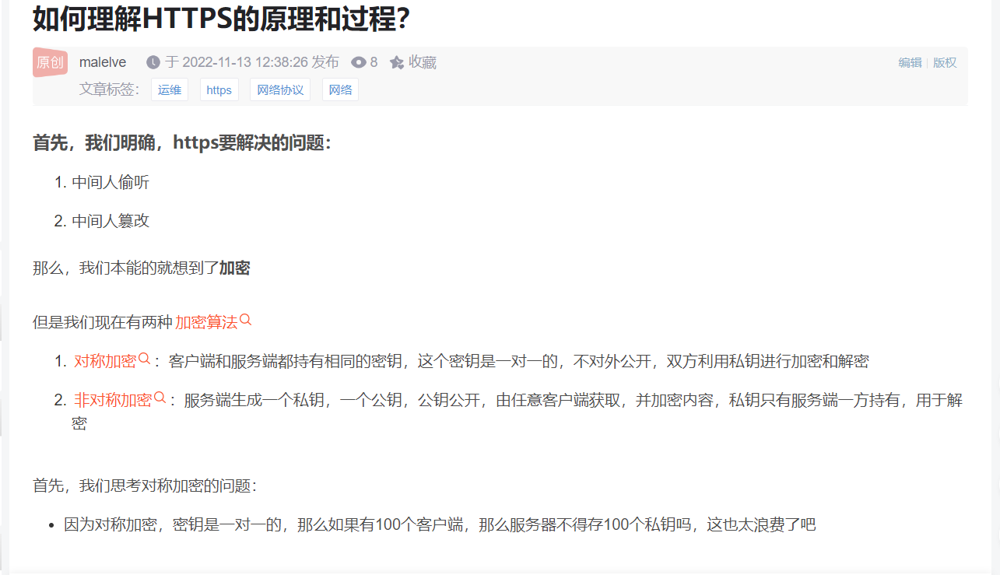 如何理解HTTPS的原理和过程？
原创 malelve 于 2022-11-13 12:38:26 发布 8 收藏 编辑 版权
文章标签： 运维 https 网络协议 网络
首先，我们明确，https要解决的问题：
1. 中间人偷听
2. 中间人篡改
那么，我们本能的就想到了加密
但是我们现在有两种 加密算法
1. 对称加密：客户端和服务端都持有相同的密钥，这个密钥是一对一的，不对外公开，双方利用私钥进行加密和解密
2. 非对称加密：服务端生成一个私钥，一个公钥，公钥公开，由任意客户端获取，并加密内容，私钥只有服务端一方持有，用于解
密
首先，我们思考对称加密的问题：
• 因为对称加密，密钥是一对一的，那么如果有100个客户端，那么服务器不得存100个私钥吗，这也太浪费了吧